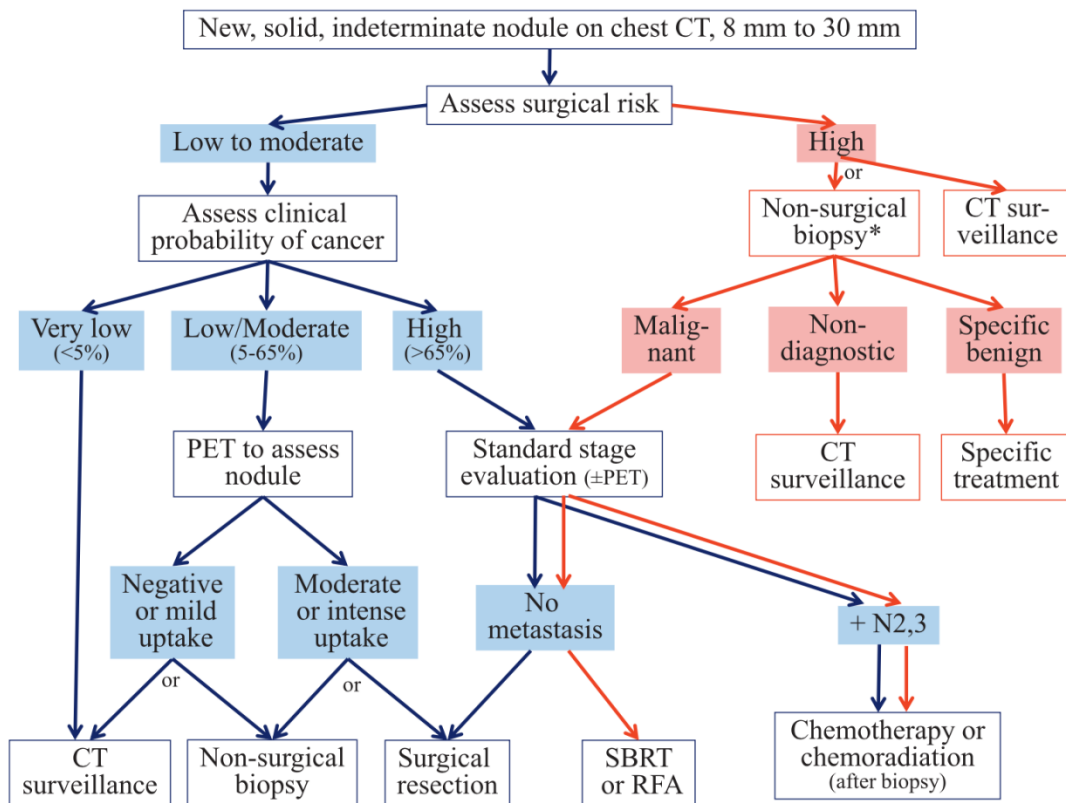 New, solid, indeterminate nodule on chest CT, 8 mm to 30 mm
Assess surgical risk
Low to moderate
High
or
Assess clinical
probability of cancer
Non-surgical
biopsy*
CT sur-
veillance
Very low
(<5%)
Low/Moderate
(5-65%)
High
(>65%)
Malig-
nant
Non-
diagnostic
Specific
benign
PET to assess
nodule
Standard stage
evaluation (±PET)
CT
surveillance
Specific
treatment
Negative
or mild
uptake
Moderate
or intense
uptake
No
metastasis
+ N2,3
or
or
CT
surveillance
Non-surgical
biopsy
Surgical
resection
SBRT
or RFA
Chemotherapy or
chemoradiation
(after biopsy)